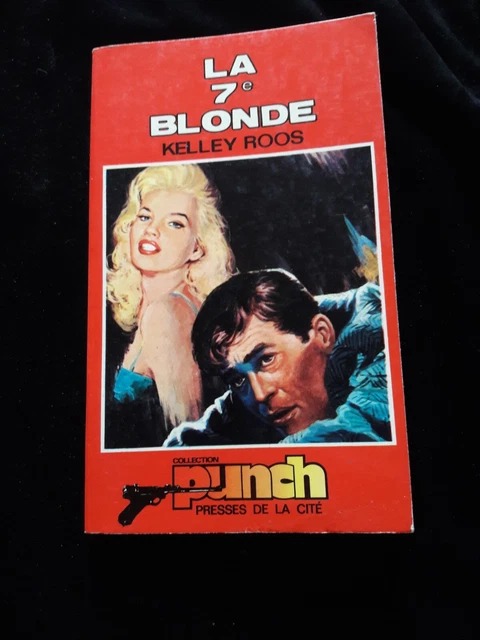 LA
7e
BLONDE
KELLEY ROOS
COLLECTION
punch
PRESSES DE LA CITÉ